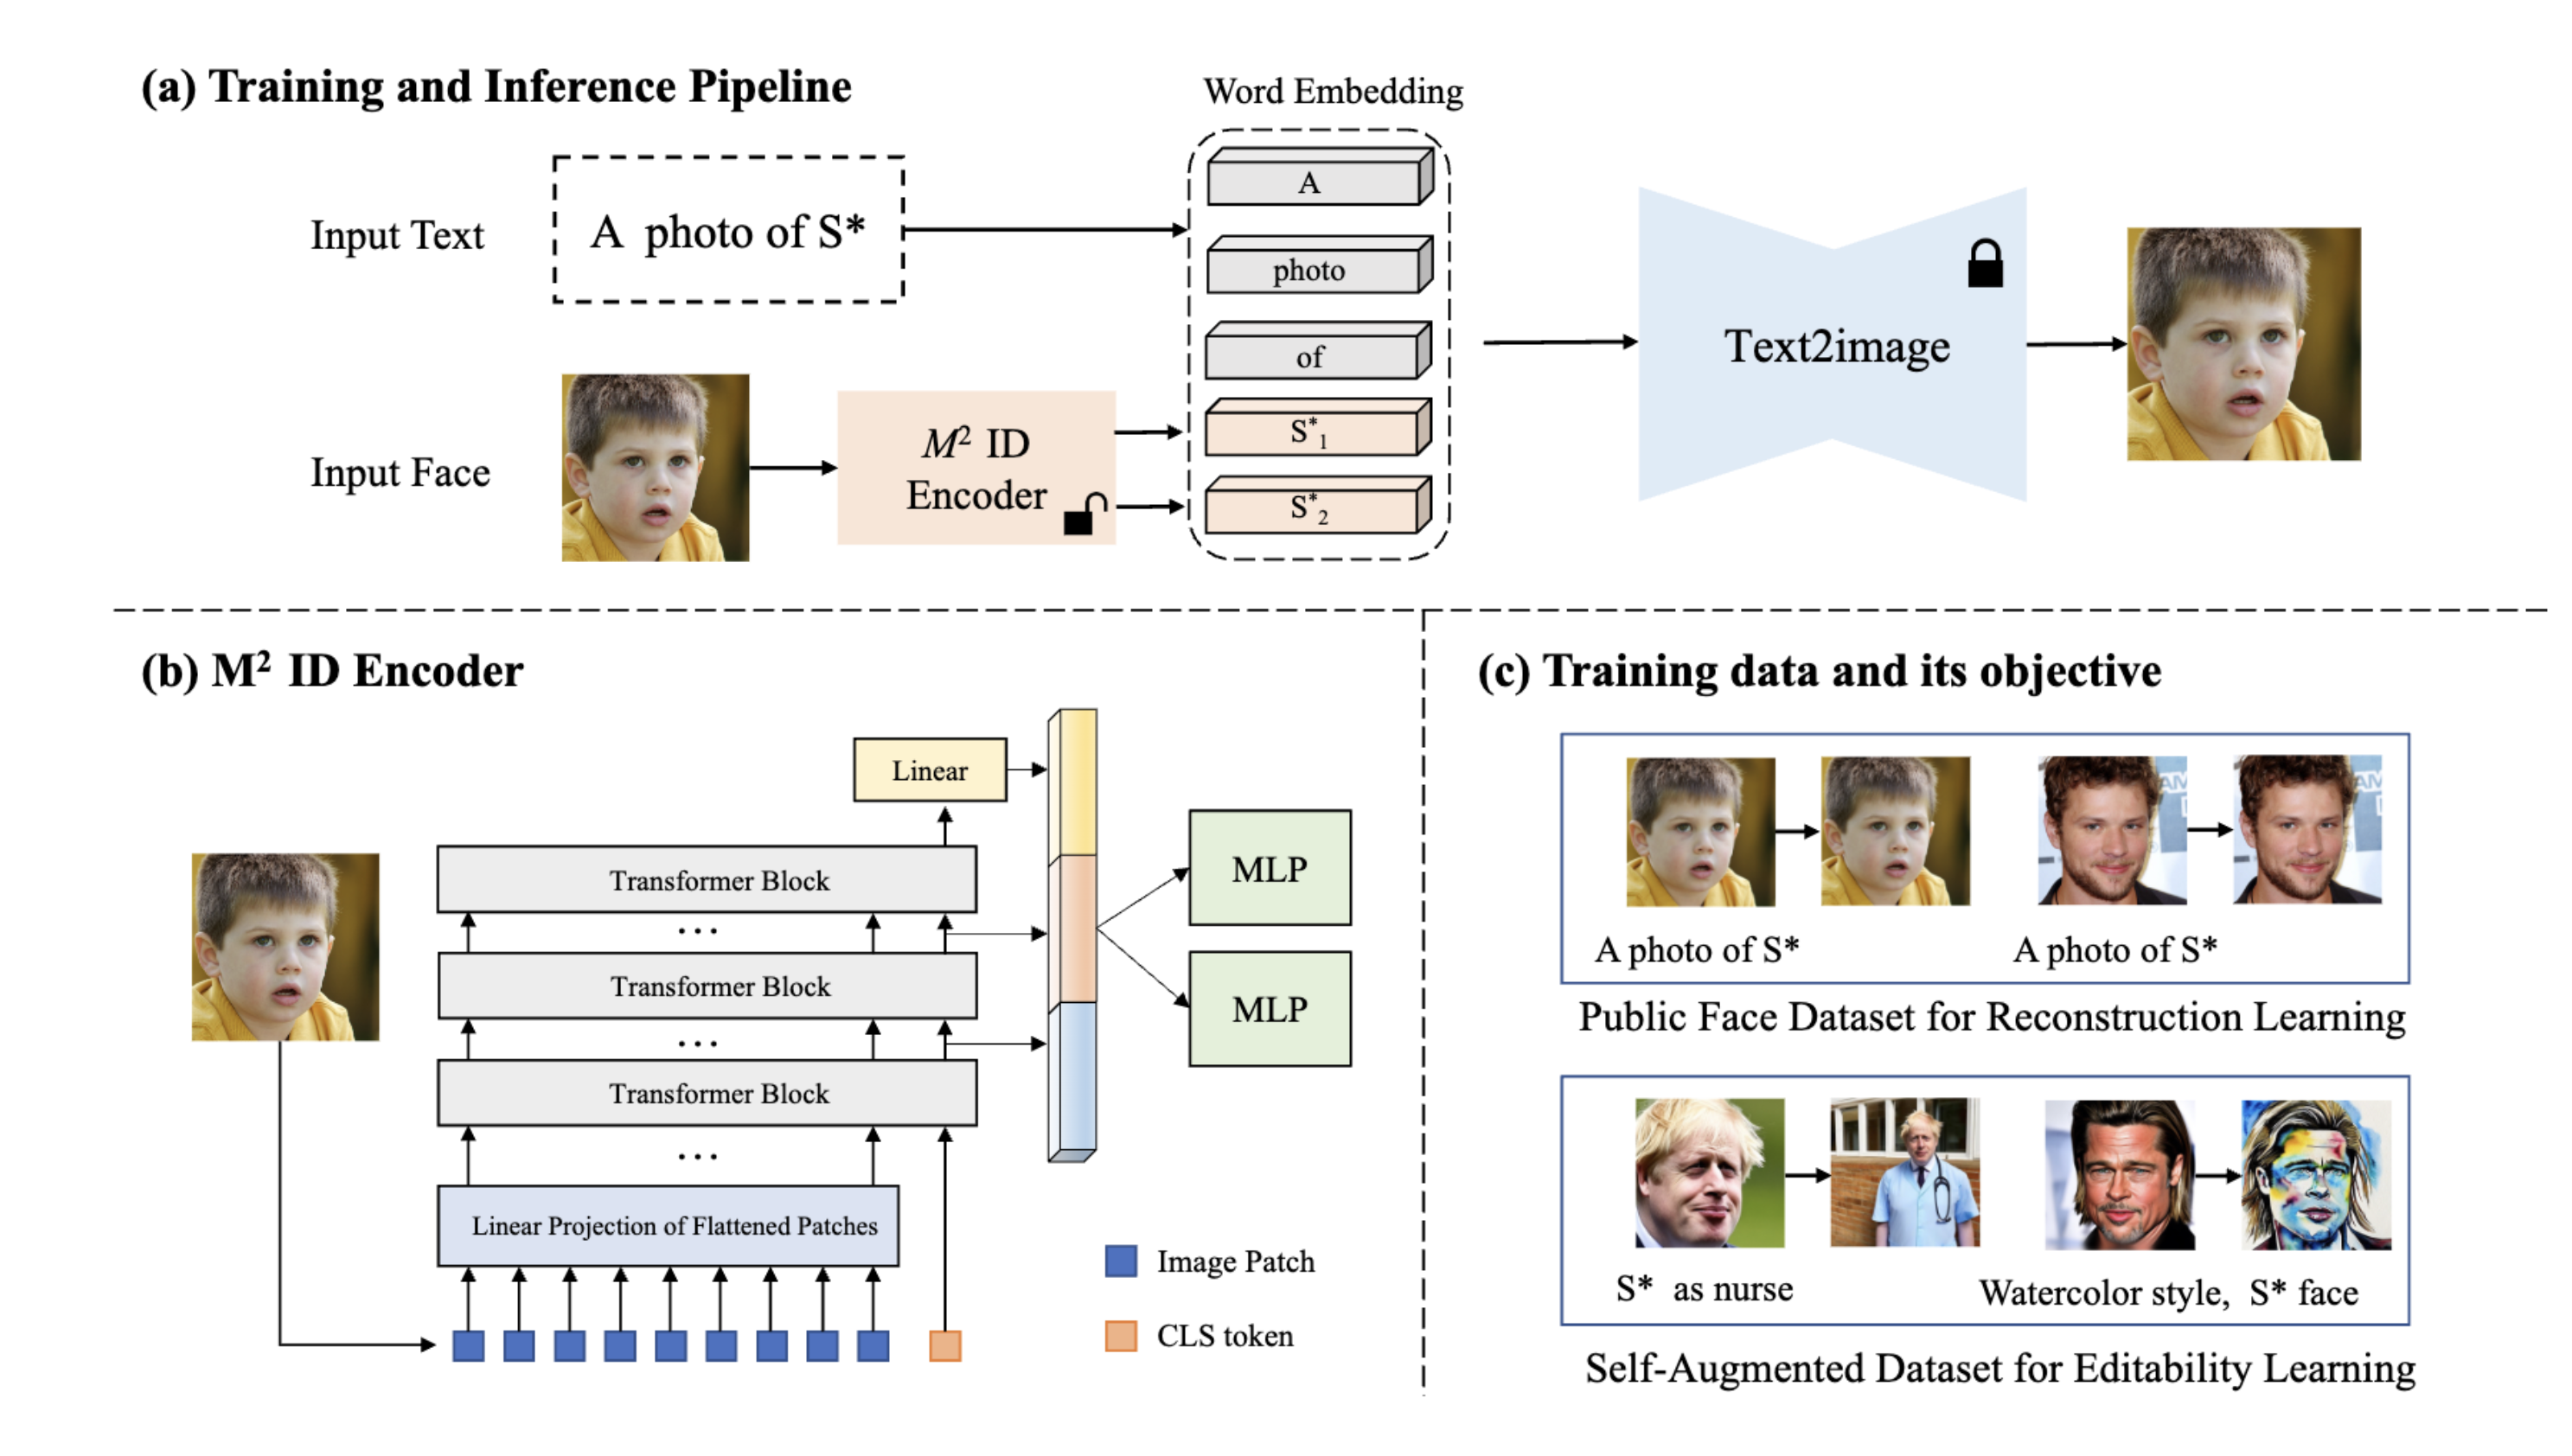 (a) Training and Inference Pipeline
Word Embedding
Input Text
A photo of S*
A
photo
of
S*1
S*2
Input Face
M² ID
Encoder
Text2image
(b) M² ID Encoder
Linear
Transformer Block
...
Transformer Block
...
Transformer Block
...
Linear Projection of Flattened Patches
MLP
MLP
Image Patch
CLS token
(c) Training data and its objective
A photo of S*
A photo of S*
Public Face Dataset for Reconstruction Learning
S* as nurse
Watercolor style, S* face
Self-Augmented Dataset for Editability Learning